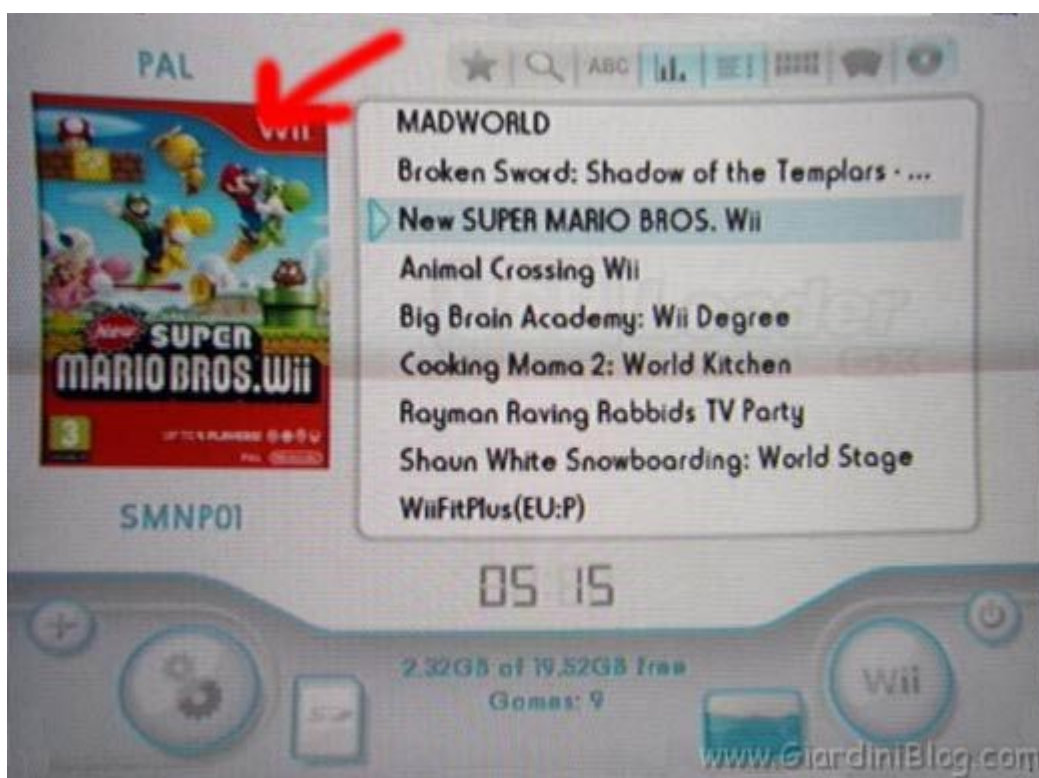 PAL
ABC
Wii
New SUPER
MARIO BROS. Wii
3
SMNP01
MADWORLD
Broken Sword: Shadow of the Templars - ...
New SUPER MARIO BROS. Wii
Animal Crossing Wii
Big Brain Academy: Wii Degree
Cooking Mama 2: World Kitchen
Rayman Raving Rabbids TV Party
Shaun White Snowboarding: World Stage
WiiFitPlus(EU:P)
05 15
2.32GB of 19.52GB free
Games: 9
Wii
www.GiardiniBlog.com